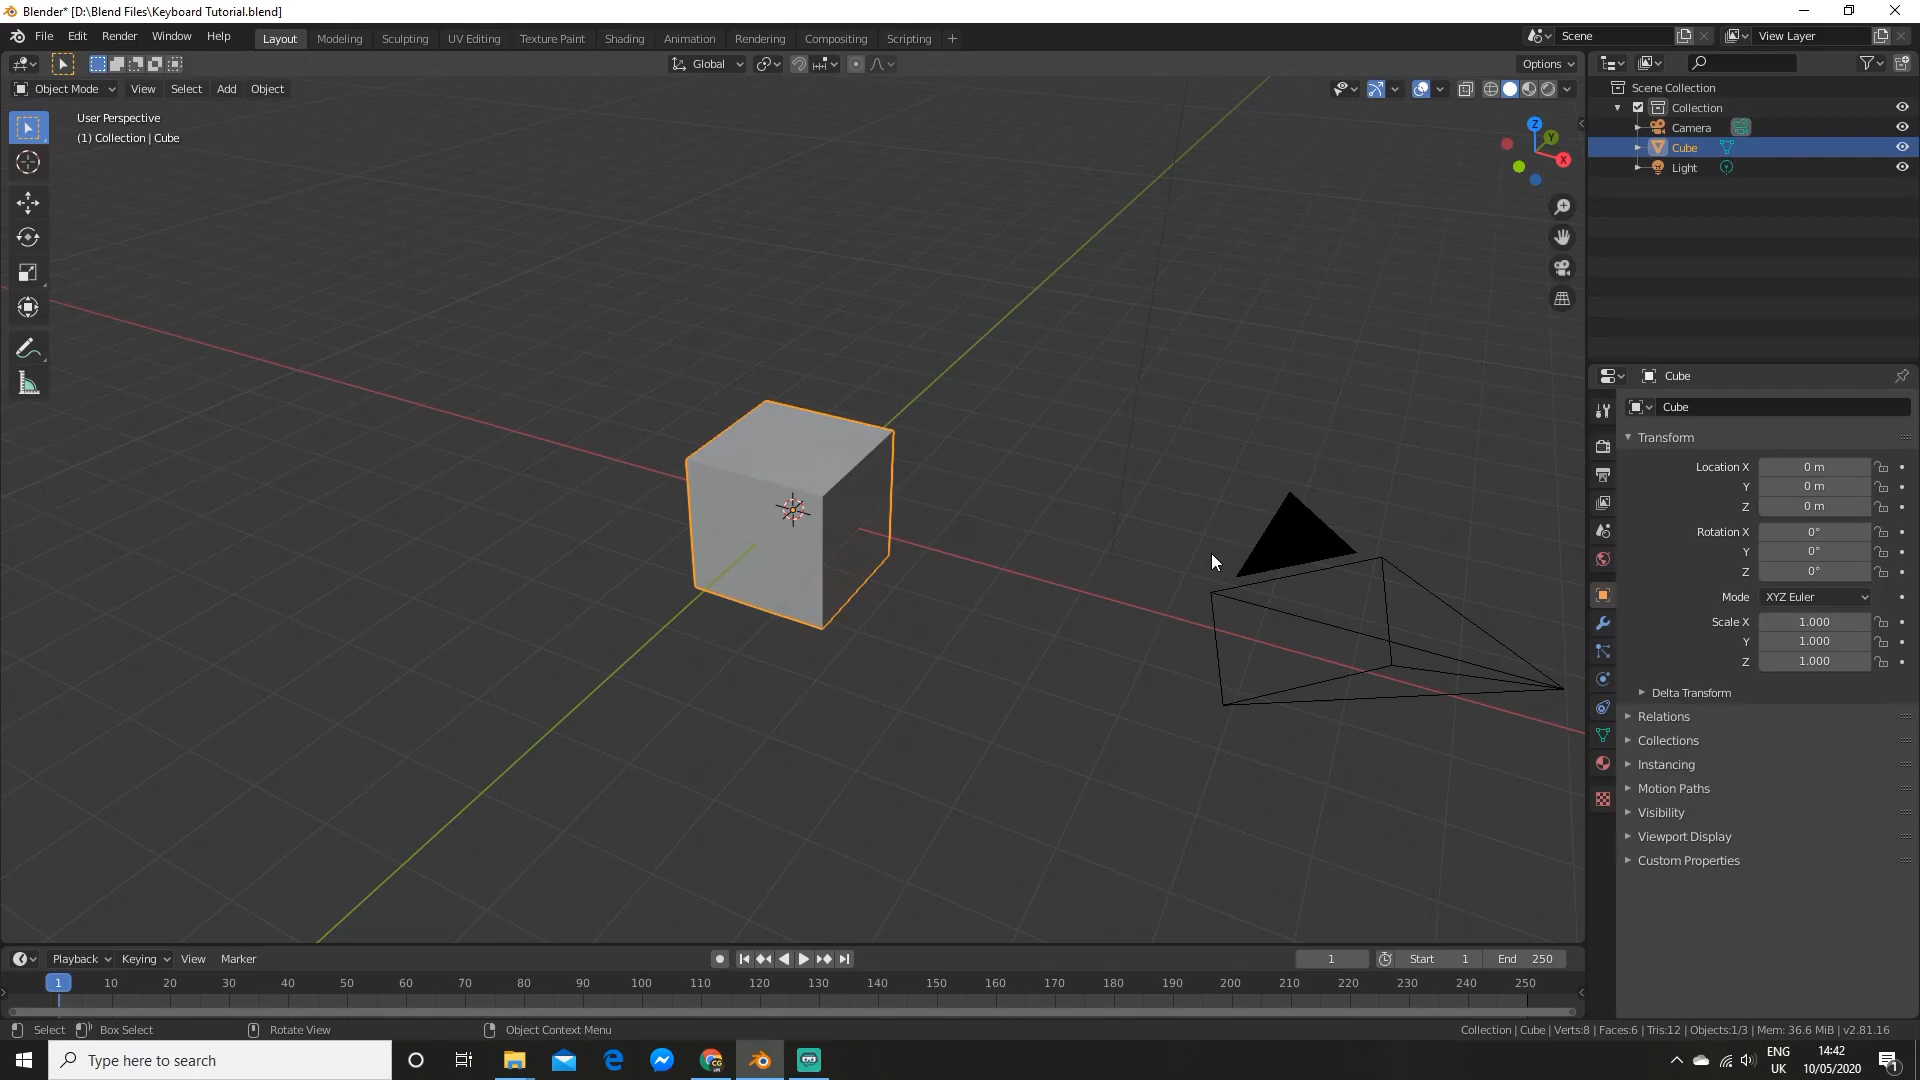 Blender* [D:\Blend Files\Keyboard Tutorial.blend]
File Edit Render Window Help Layout Modeling Sculpting UV Editing Texture Paint Shading Animation Rendering Compositing Scripting + Scene View Layer
Global Options
Object Mode View Select Add Object
User Perspective
(1) Collection | Cube
Z
Y
X
Scene Collection
Collection
Camera
Cube
Light
Cube
Cube
Transform
Location X 0 m
Y 0 m
Z 0 m
Rotation X 0°
Y 0°
Z 0°
Mode XYZ Euler
Scale X 1.000
Y 1.000
Z 1.000
Delta Transform
Relations
Collections
Instancing
Motion Paths
Visibility
Viewport Display
Custom Properties
Playback Keying View Marker 1 Start 1 End 250
1 10 20 30 40 50 60 70 80 90 100 110 120 130 140 150 160 170 180 190 200 210 220 230 240 250
Select Box Select Rotate View Object Context Menu Collection | Cube | Verts:8 | Faces:6 | Tris:12 | Objects:1/3 | Mem: 36.6 MiB | v2.81.16
Type here to search
ENG
UK
14:42
10/05/2020
1